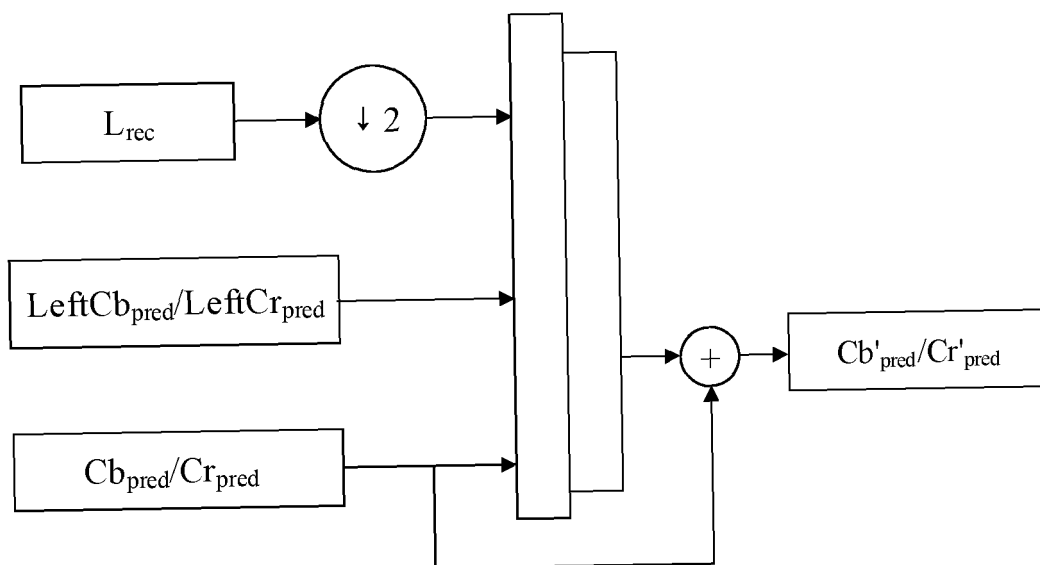 L_rec
↓ 2
LeftCb_pred/LeftCr_pred
+
Cb'_pred/Cr'_pred
Cb_pred/Cr_pred